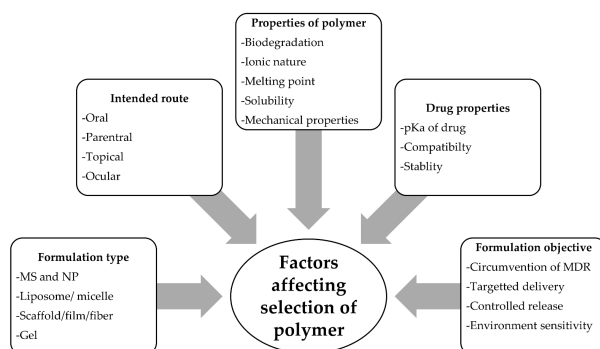 Properties of polymer
-Biodegradation
-Ionic nature
-Melting point
-Solubility
-Mechanical properties
Intended route
-Oral
-Parentral
-Topical
-Ocular
Drug properties
-pKa of drug
-Compatibilty
-Stablity
Formulation type
-MS and NP
-Liposome/ micelle
-Scaffold/film/fiber
-Gel
Factors
affecting
selection of
polymer
Formulation objective
-Circumvention of MDR
-Targetted delivery
-Controlled release
-Environment sensitivity